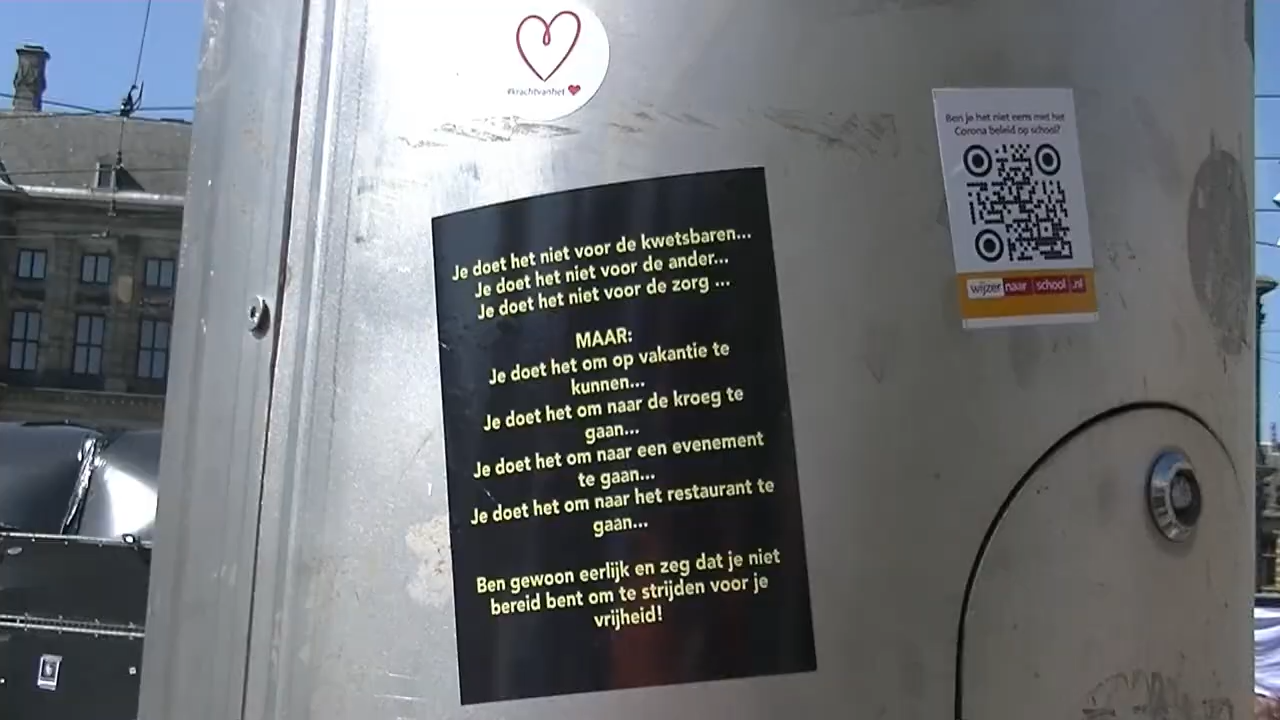 #krachtvanhet
Ben je het niet eens met het
Corona beleid op school?
wijzer naar school .nl
Je doet het niet voor de kwetsbaren...
Je doet het niet voor de ander...
Je doet het niet voor de zorg ...
MAAR:
Je doet het om op vakantie te
kunnen...
Je doet het om naar de kroeg te
gaan...
Je doet het om naar een evenement
te gaan...
Je doet het om naar het restaurant te
gaan...
Ben gewoon eerlijk en zeg dat je niet
bereid bent om te strijden voor je
vrijheid!